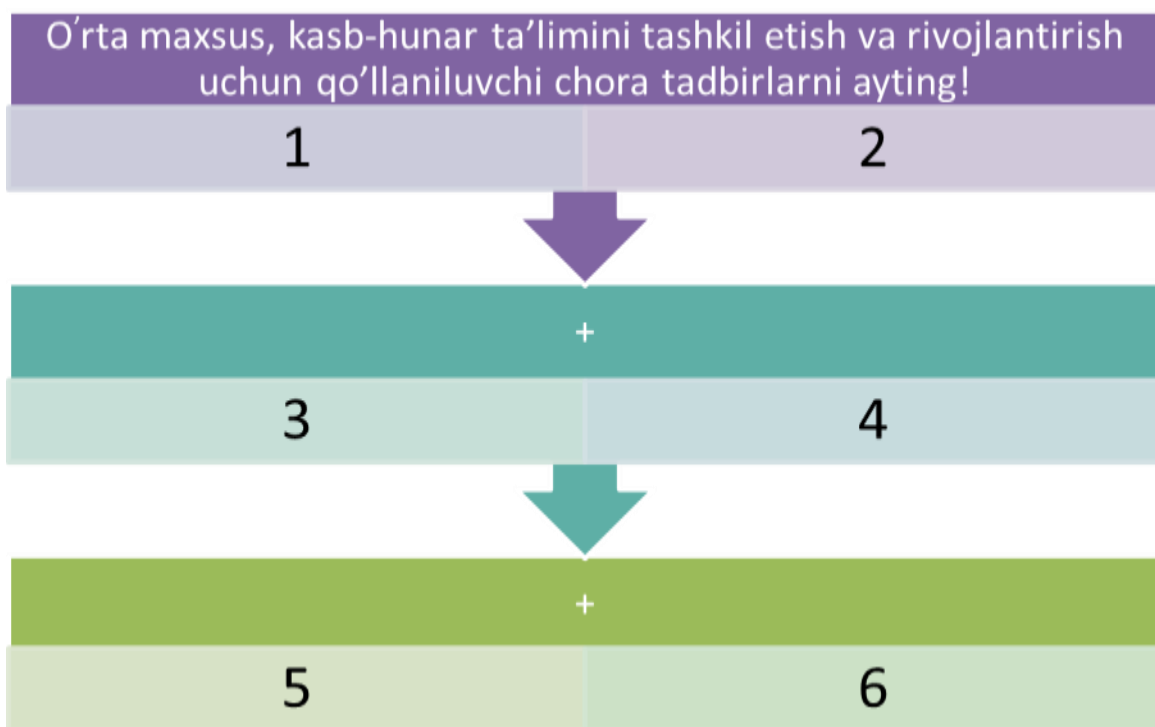 O'rta maxsus, kasb-hunar ta’limini tashkil etish va rivojlantirish
uchun qo’llaniluvchi chora tadbirlarni ayting!
1 2
+
3 4
+
5 6